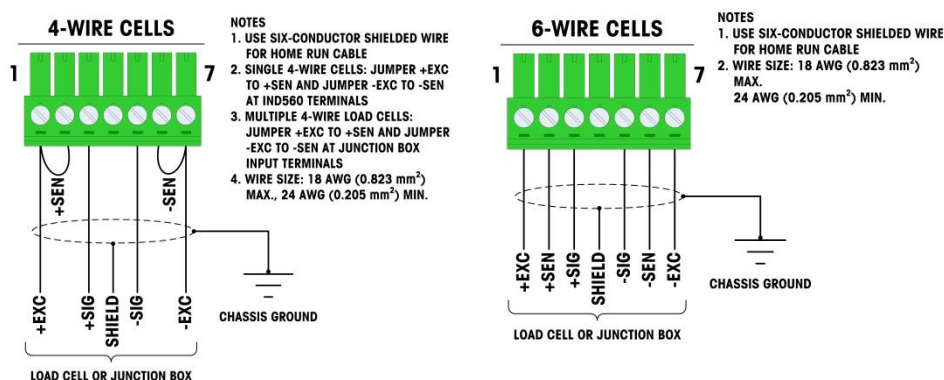 4-WIRE CELLS
1
7
+SEN
-SEN
+EXC
+SIG
SHIELD
-SIG
-EXC
CHASSIS GROUND
LOAD CELL OR JUNCTION BOX
NOTES
1. USE SIX-CONDUCTOR SHIELDED WIRE
FOR HOME RUN CABLE
2. SINGLE 4-WIRE CELLS: JUMPER +EXC
TO +SEN AND JUMPER -EXC TO -SEN
AT IND560 TERMINALS
3. MULTIPLE 4-WIRE LOAD CELLS:
JUMPER +EXC TO +SEN AND JUMPER
-EXC TO -SEN AT JUNCTION BOX
INPUT TERMINALS
4. WIRE SIZE: 18 AWG (0.823 mm²)
MAX., 24 AWG (0.205 mm²) MIN.
6-WIRE CELLS
1
7
+EXC
+SEN
+SIG
SHIELD
-SIG
-SEN
-EXC
CHASSIS GROUND
LOAD CELL OR JUNCTION BOX
NOTES
1. USE SIX-CONDUCTOR SHIELDED WIRE
FOR HOME RUN CABLE
2. WIRE SIZE: 18 AWG (0.823 mm²)
MAX.
24 AWG (0.205 mm²) MIN.